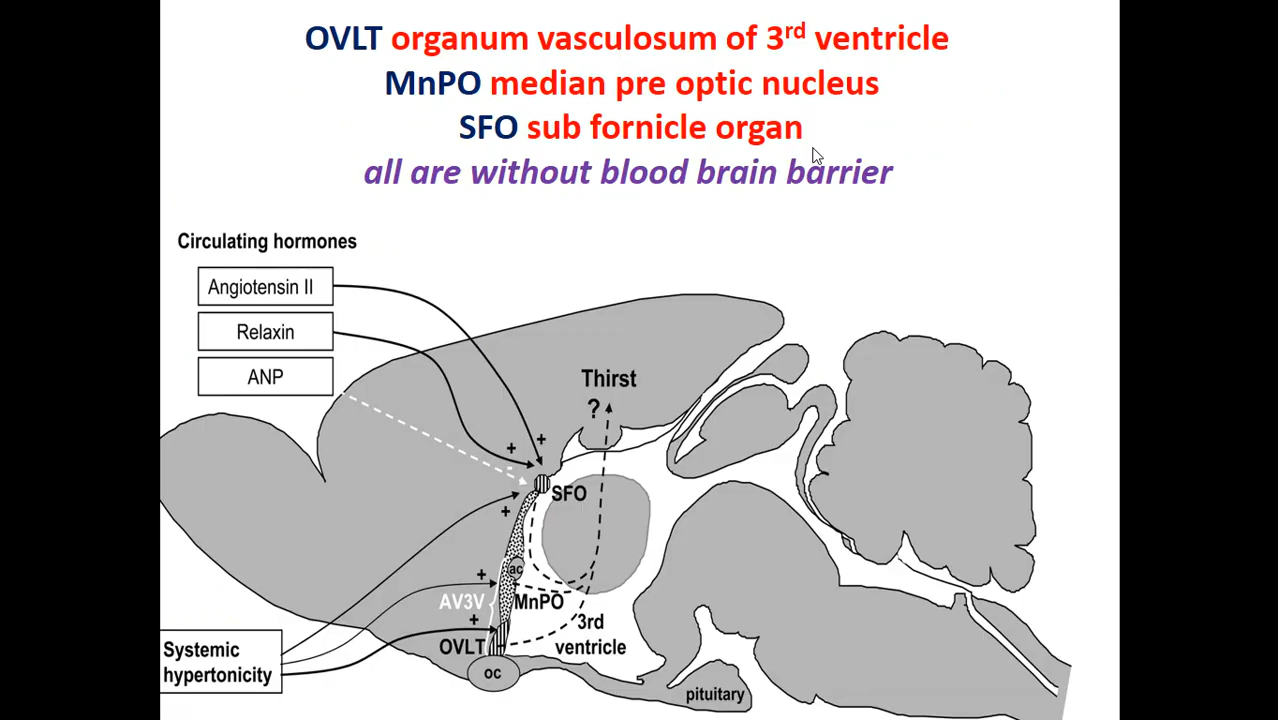 OVLT organum vasculosum of 3rd ventricle
MnPO median pre optic nucleus
SFO sub fornicle organ
all are without blood brain barrier
Circulating hormones
Angiotensin II
Relaxin
ANP
Thirst
?
+ +
-
SFO
+
+
ac
AV3V
MnPO
+
3rd
ventricle
OVLT
Systemic
hypertonicity
oc
pituitary